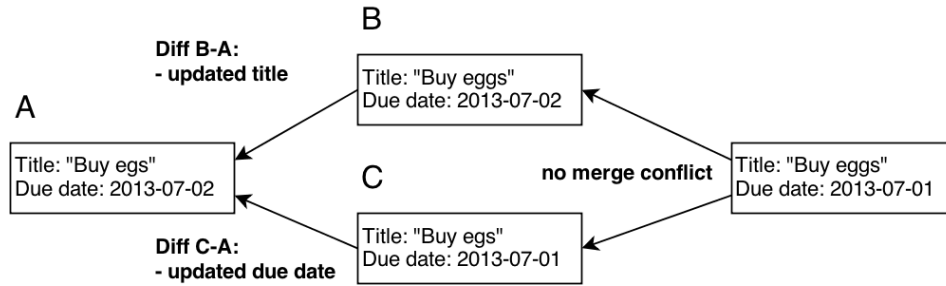 B
Diff B-A:
- updated title
Title: "Buy eggs"
Due date: 2013-07-02
A
Title: "Buy egs"
Due date: 2013-07-02
C
no merge conflict
Title: "Buy eggs"
Due date: 2013-07-01
Diff C-A:
- updated due date
Title: "Buy egs"
Due date: 2013-07-01